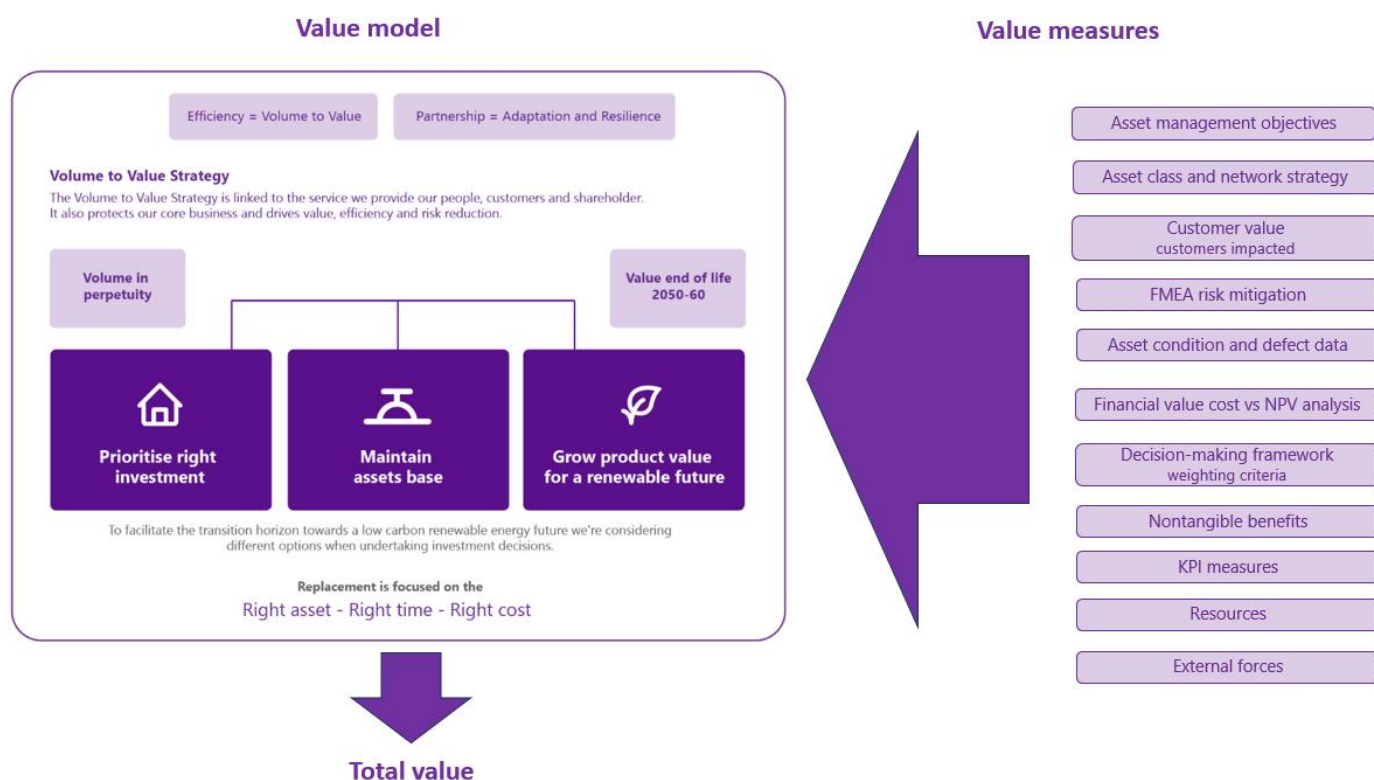 Value model
Value measures
Efficiency = Volume to Value
Partnership = Adaptation and Resilience
Volume to Value Strategy
The Volume to Value Strategy is linked to the service we provide our people, customers and shareholder.
It also protects our core business and drives value, efficiency and risk reduction.
Volume in
perpetuity
Value end of life
2050-60
Prioritise right
investment
Maintain
assets base
Grow product value
for a renewable future
To facilitate the transition horizon towards a low carbon renewable energy future we're considering
different options when undertaking investment decisions.
Replacement is focused on the
Right asset - Right time - Right cost
Total value
Asset management objectives
Asset class and network strategy
Customer value
customers impacted
FMEA risk mitigation
Asset condition and defect data
Financial value cost vs NPV analysis
Decision-making framework
weighting criteria
Nontangible benefits
KPI measures
Resources
External forces